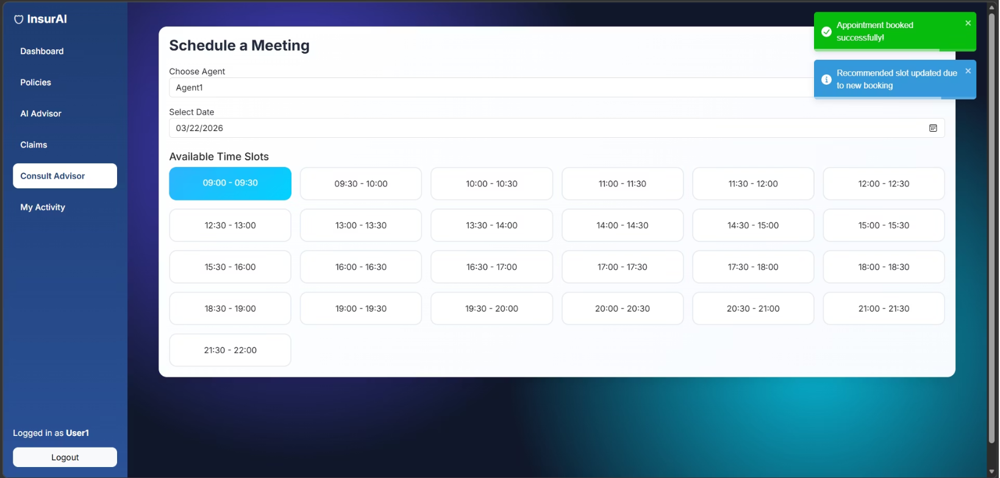 InsurAI
Dashboard
Policies
AI Advisor
Claims
Consult Advisor
My Activity
Logged in as User1
Logout
Schedule a Meeting
Choose Agent
Agent1
Select Date
03/22/2026
Available Time Slots
09:00 - 09:30
09:30 - 10:00
10:00 - 10:30
11:00 - 11:30
11:30 - 12:00
12:00 - 12:30
12:30 - 13:00
13:00 - 13:30
13:30 - 14:00
14:00 - 14:30
14:30 - 15:00
15:00 - 15:30
15:30 - 16:00
16:00 - 16:30
16:30 - 17:00
17:00 - 17:30
17:30 - 18:00
18:00 - 18:30
18:30 - 19:00
19:00 - 19:30
19:30 - 20:00
20:00 - 20:30
20:30 - 21:00
21:00 - 21:30
21:30 - 22:00
Appointment booked
successfully!
Recommended slot updated due
to new booking